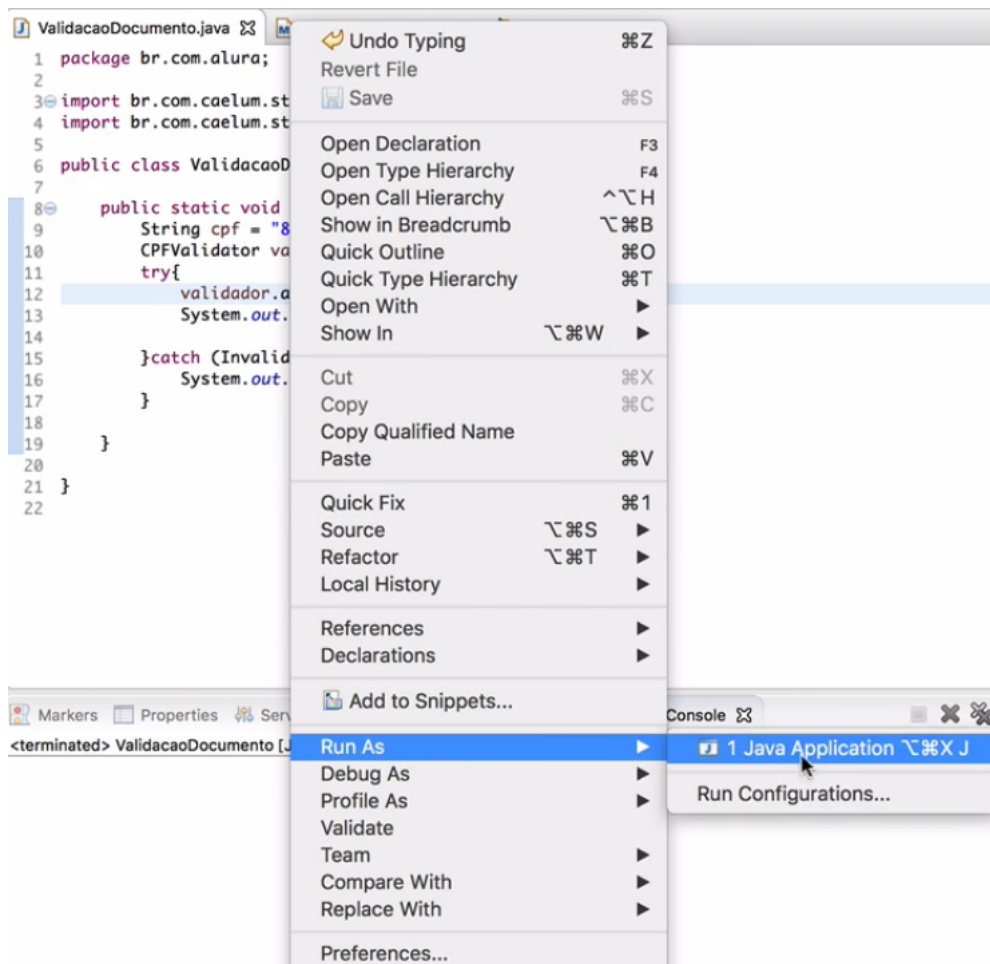 ValidacaoDocumento.java
1 package br.com.alura;
2
3 import br.com.caelum.st
4 import br.com.caelum.st
5
6 public class ValidacaoD
7
8 public static void
9 String cpf = "8
10 CPFValidator va
11 try{
12 validador.a
13 System.out.
14
15 }catch (Invalid
16 System.out.
17 }
18
19 }
20
21 }
22
Undo Typing ⌘Z
Revert File
Save ⌘S
Open Declaration F3
Open Type Hierarchy F4
Open Call Hierarchy ^⌥H
Show in Breadcrumb ⌥⌘B
Quick Outline ⌘O
Quick Type Hierarchy ⌘T
Open With ▶
Show In ⌥⌘W ▶
Cut ⌘X
Copy ⌘C
Copy Qualified Name
Paste ⌘V
Quick Fix ⌘1
Source ⌥⌘S ▶
Refactor ⌥⌘T ▶
Local History ▶
References ▶
Declarations ▶
Add to Snippets...
Run As ▶
Debug As ▶
Profile As ▶
Validate
Team ▶
Compare With ▶
Replace With ▶
Preferences...
1 Java Application ⌥⌘X J
Run Configurations...
Markers Properties Serv Console
<terminated> ValidacaoDocumento [J